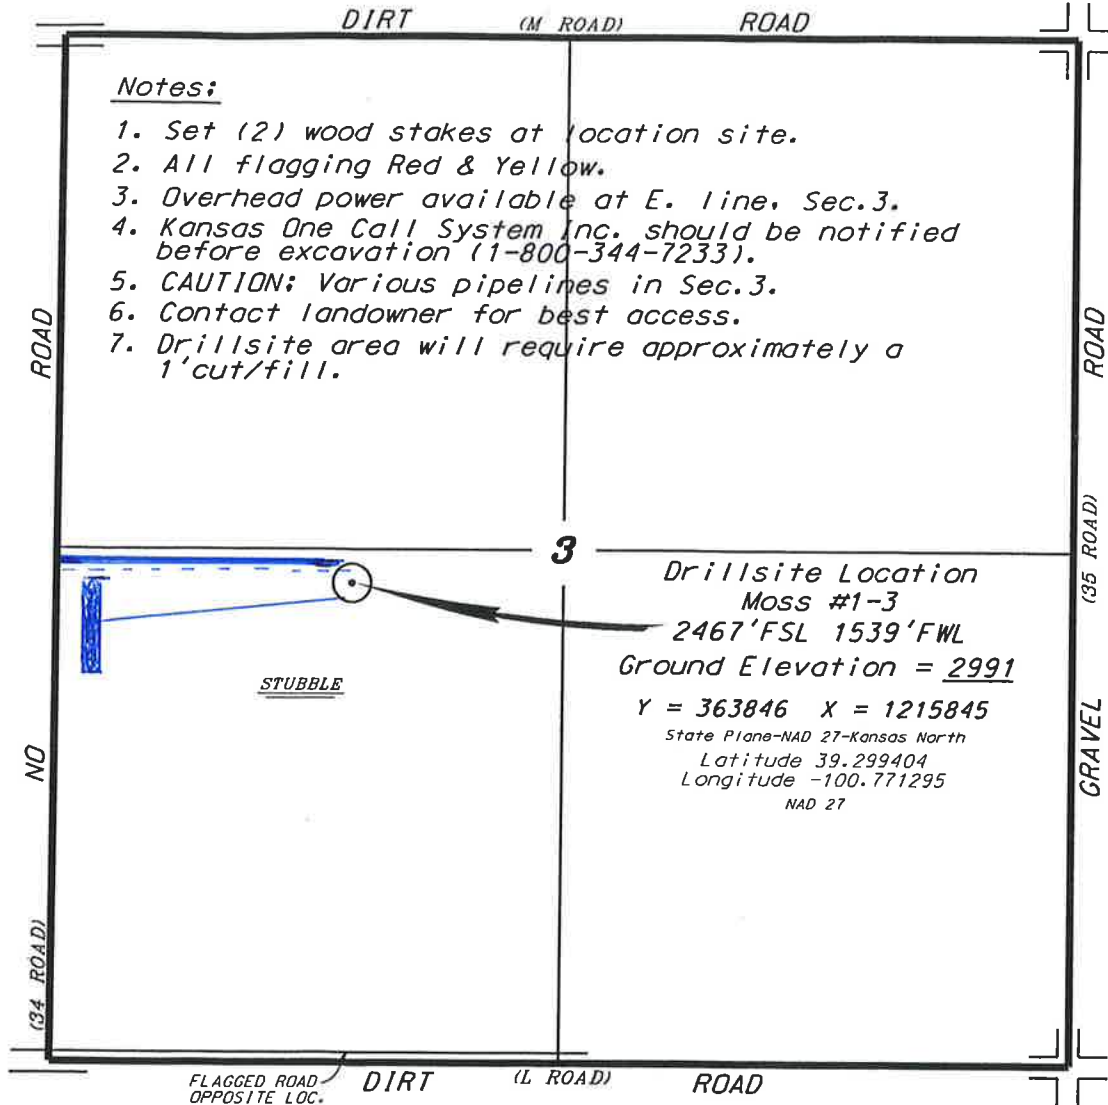 DIRT (M ROAD) ROAD
Notes:
1. Set (2) wood stakes at location site.
2. All flagging Red & Yellow.
3. Overhead power available at E. line, Sec.3.
4. Kansas One Call System Inc. should be notified
before excavation (1-800-344-7233).
5. CAUTION: Various pipelines in Sec.3.
6. Contact landowner for best access.
7. Drillsite area will require approximately a
1'cut/fill.
ROAD
NO
(34 ROAD)
ROAD
(35 ROAD)
GRAVEL
3
Drillsite Location
Moss #1-3
2467'FSL 1539'FWL
Ground Elevation = 2991
Y = 363846 X = 1215845
State Plane-NAD 27-Kansas North
Latitude 39.299404
Longitude -100.771295
NAD 27
STUBBLE
FLAGGED ROAD
OPPOSITE LOC.
DIRT (L ROAD) ROAD